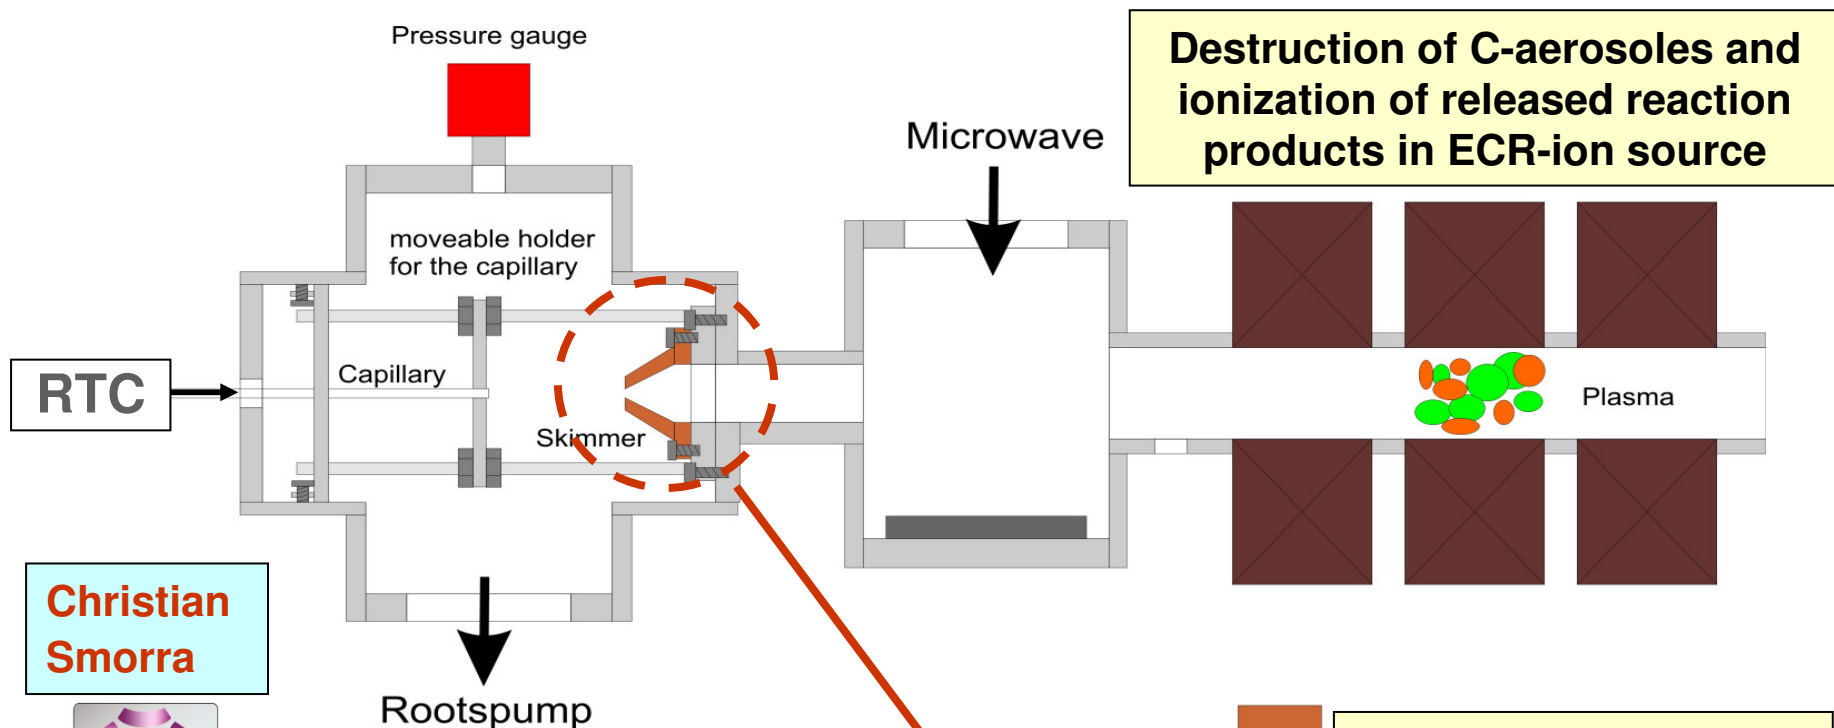 Pressure gauge
Destruction of C-aerosoles and
ionization of released reaction
products in ECR-ion source
Microwave
moveable holder
for the capillary
RTC
Capillary
Skimmer
Plasma
Christian
Smorra
Rootspump